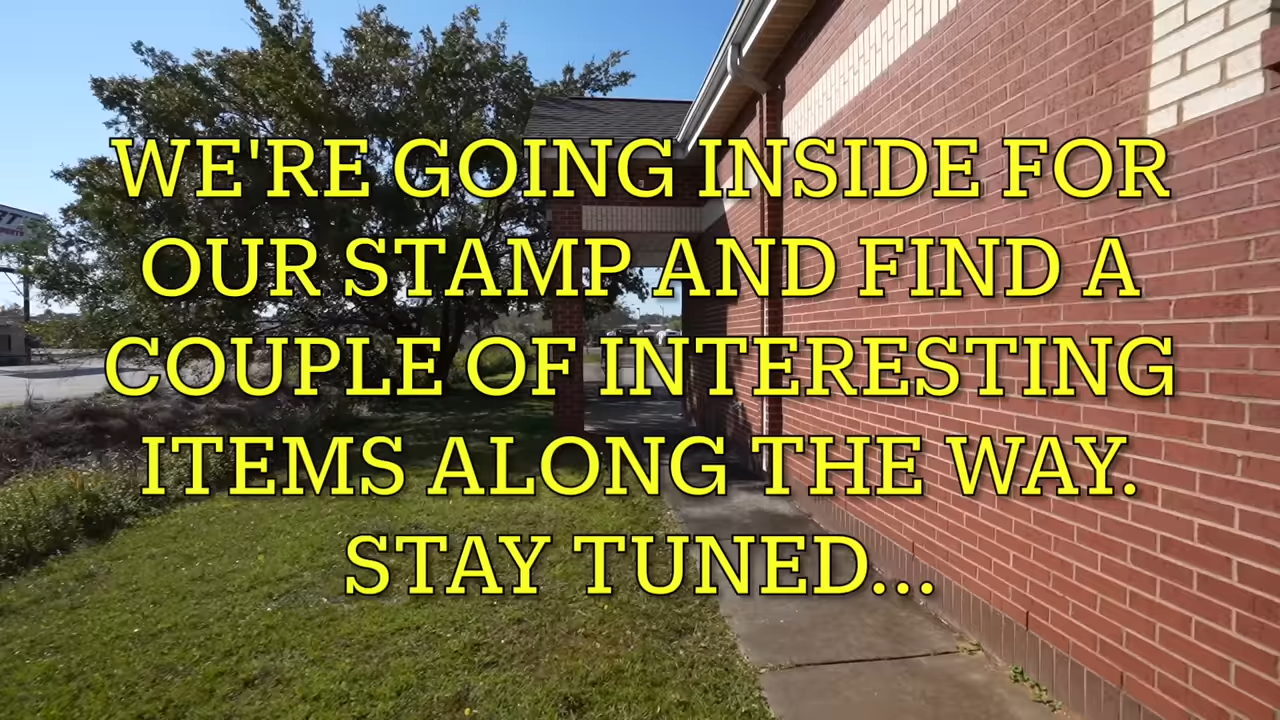 WE'RE GOING INSIDE FOR
OUR STAMP AND FIND A
COUPLE OF INTERESTING
ITEMS ALONG THE WAY.
STAY TUNED...